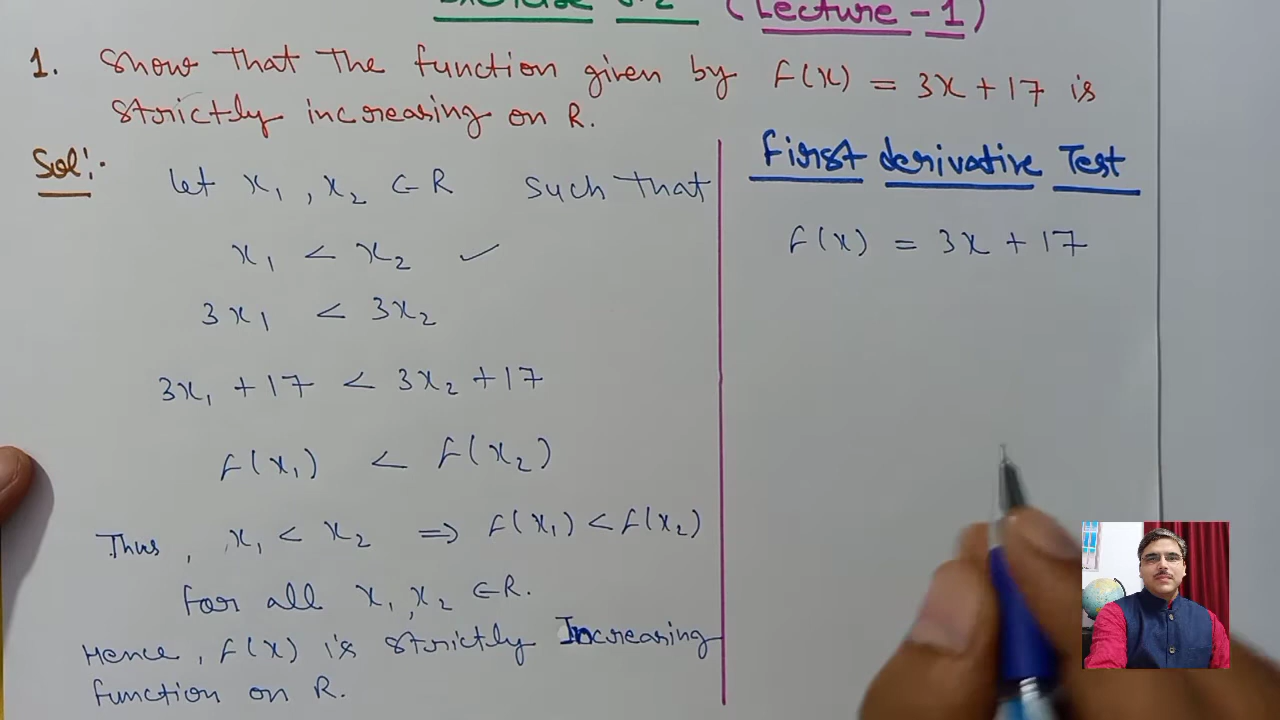 (Lecture - 1)
1. Show that the function given by f(x) = 3x + 17 is
strictly increasing on R.
Sol:-
let x₁, x₂ ∈ R such that
x₁ < x₂ ✓
3x₁ < 3x₂
3x₁ + 17 < 3x₂ + 17
f(x₁) < f(x₂)
Thus, x₁ < x₂ ⟹ f(x₁) < f(x₂)
for all x₁, x₂ ∈ R.
Hence, f(x) is strictly Increasing
function on R.
First derivative Test
f(x) = 3x + 17